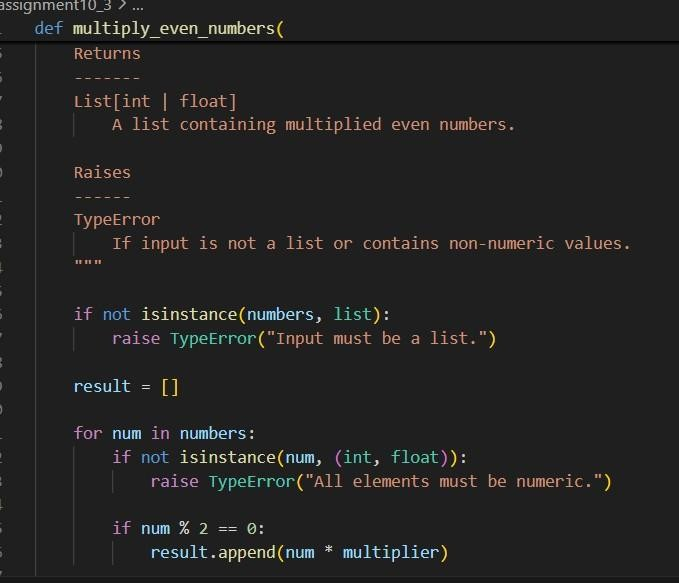 assignment10_3 > ...
def multiply_even_numbers(
    Returns
    -------
    List[int | float]
        A list containing multiplied even numbers.

    Raises
    ------
    TypeError
        If input is not a list or contains non-numeric values.
    """

    if not isinstance(numbers, list):
        raise TypeError("Input must be a list.")

    result = []

    for num in numbers:
        if not isinstance(num, (int, float)):
            raise TypeError("All elements must be numeric.")

        if num % 2 == 0:
            result.append(num * multiplier)